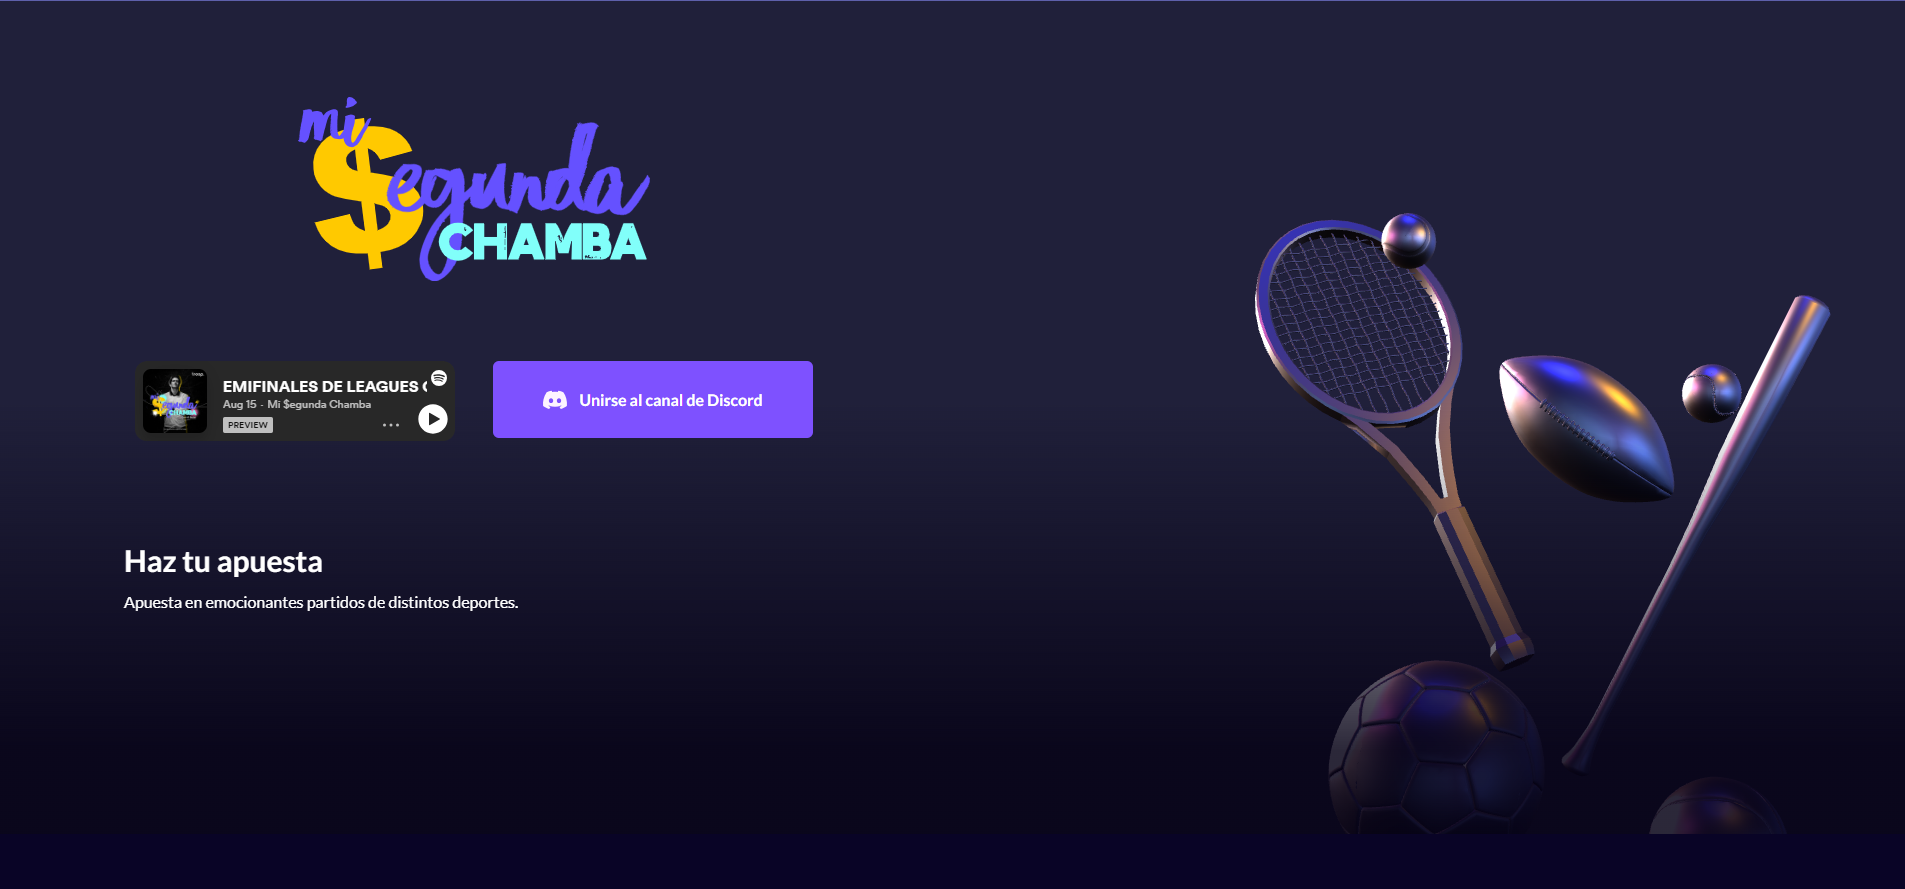 mi
$egunda
CHAMBA
EMIFINALES DE LEAGUES
Aug 15 · Mi $egunda Chamba
PREVIEW
Unirse al canal de Discord
Haz tu apuesta
Apuesta en emocionantes partidos de distintos deportes.